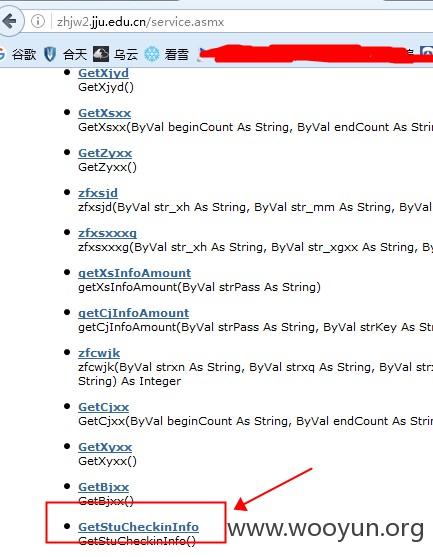 zhjw2.jju.edu.cn/service.asmx
谷歌 合天 乌云 看雪
GetXjyd
GetXjyd()
GetXsxx
GetXsxx(ByVal beginCount As String, ByVal endCount As Strin
GetZyxx
GetZyxx()
zfxsjd
zfxsjd(ByVal str_xh As String, ByVal str_mm As String, ByVal
zfxsxxxg
zfxsxxxg(ByVal str_xh As String, ByVal str_xgxx As String, By
getXsInfoAmount
getXsInfoAmount(ByVal strPass As String)
getCjInfoAmount
getCjInfoAmount(ByVal strPass As String, ByVal strKey As Str
zfcwjk
zfcwjk(ByVal strxn As String, ByVal strxq As String, ByVal str
String) As Integer
GetCjxx
GetCjxx(ByVal beginCount As String, ByVal endCount As Strin
GetXyxx
GetXyxx()
GetBjxx
GetBjxx()
GetStuCheckinInfo
GetStuCheckinInfo()
www.wooyun.org